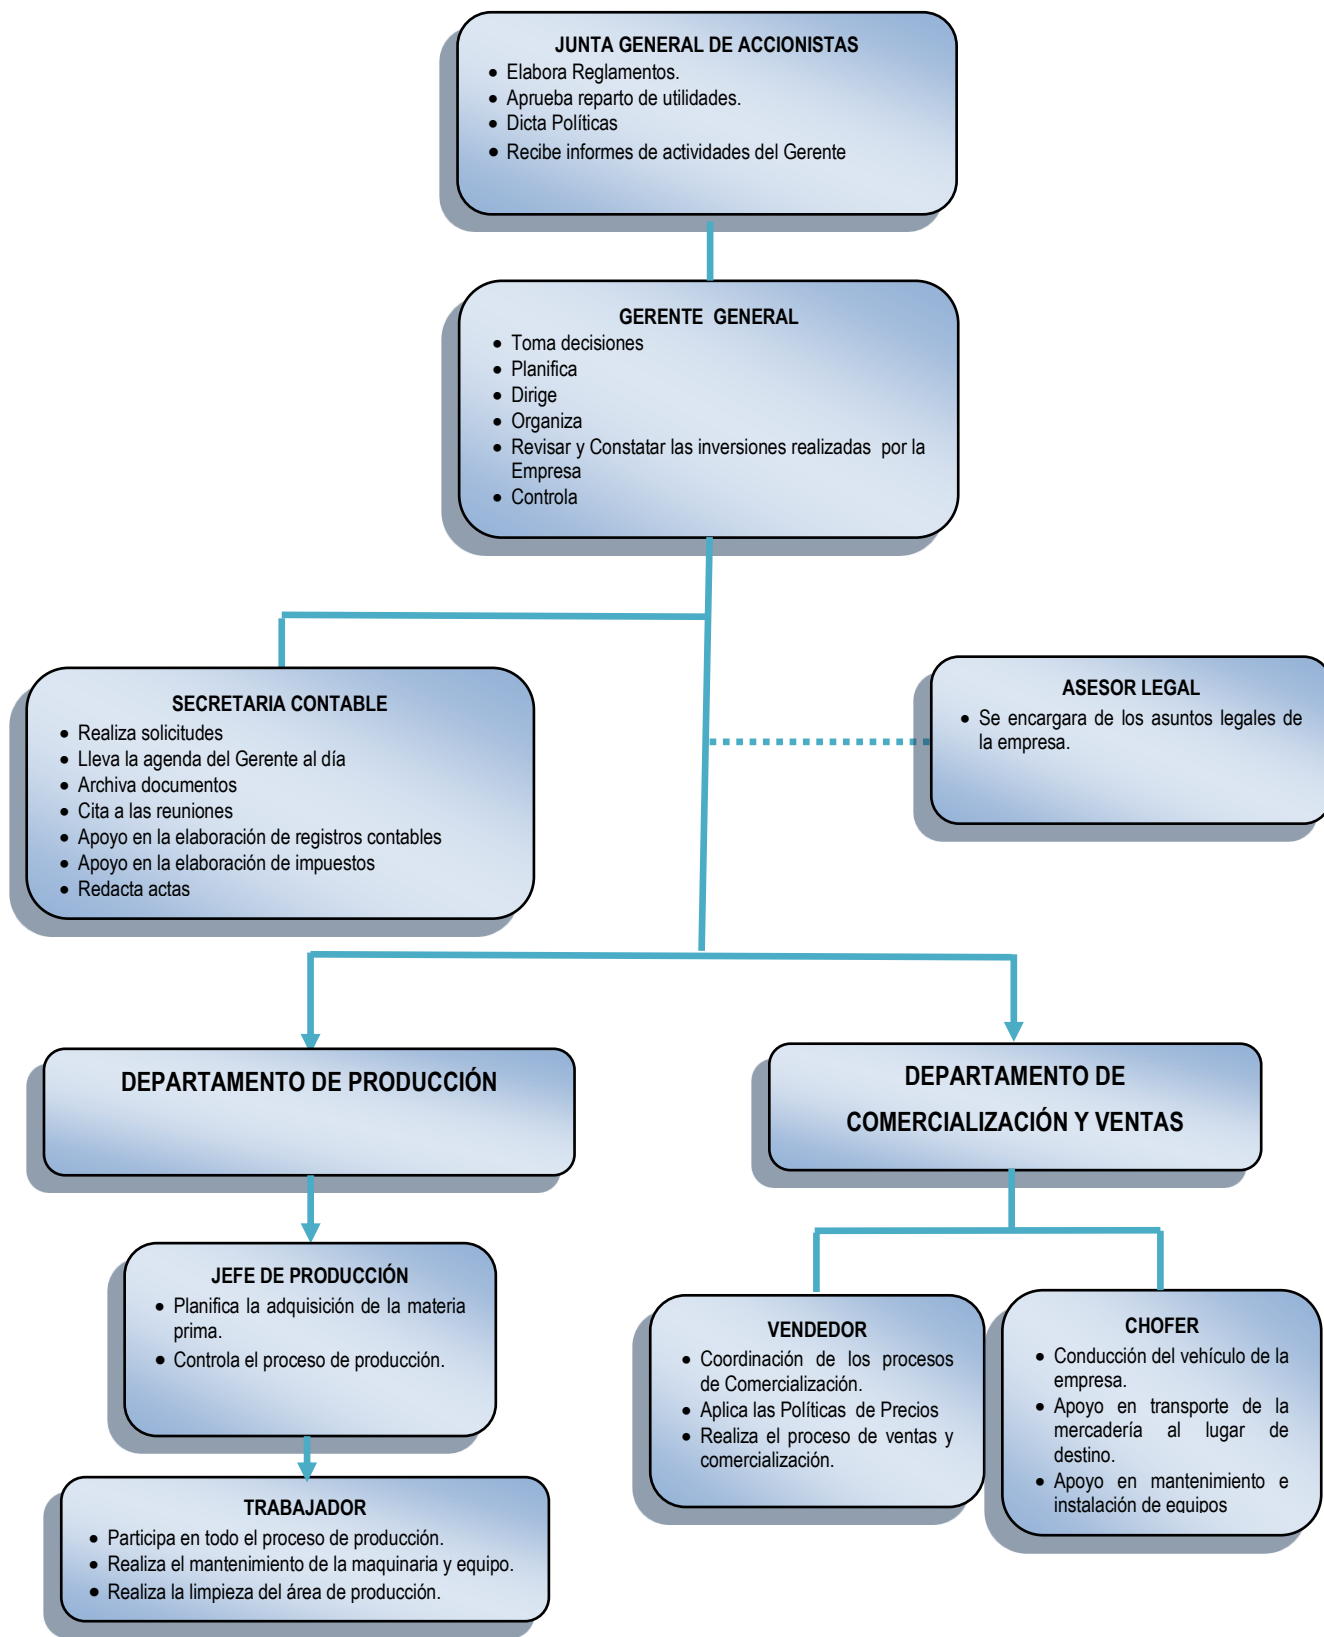 JUNTA GENERAL DE ACCIONISTAS
• Elabora Reglamentos.
• Aprueba reparto de utilidades.
• Dicta Políticas
• Recibe informes de actividades del Gerente
GERENTE GENERAL
• Toma decisiones
• Planifica
• Dirige
• Organiza
• Revisar y Constatar las inversiones realizadas por la
Empresa
• Controla
SECRETARIA CONTABLE
• Realiza solicitudes
• Lleva la agenda del Gerente al día
• Archiva documentos
• Cita a las reuniones
• Apoyo en la elaboración de registros contables
• Apoyo en la elaboración de impuestos
• Redacta actas
ASESOR LEGAL
• Se encargara de los asuntos legales de
la empresa.
DEPARTAMENTO DE PRODUCCIÓN
DEPARTAMENTO DE
COMERCIALIZACIÓN Y VENTAS
JEFE DE PRODUCCIÓN
• Planifica la adquisición de la materia
prima.
• Controla el proceso de producción.
TRABAJADOR
• Participa en todo el proceso de producción.
• Realiza el mantenimiento de la maquinaria y equipo.
• Realiza la limpieza del área de producción.
VENDEDOR
• Coordinación de los procesos
de Comercialización.
• Aplica las Políticas de Precios
• Realiza el proceso de ventas y
comercialización.
CHOFER
• Conducción del vehículo de la
empresa.
• Apoyo en transporte de la
mercadería al lugar de
destino.
• Apoyo en mantenimiento e
instalación de equipos